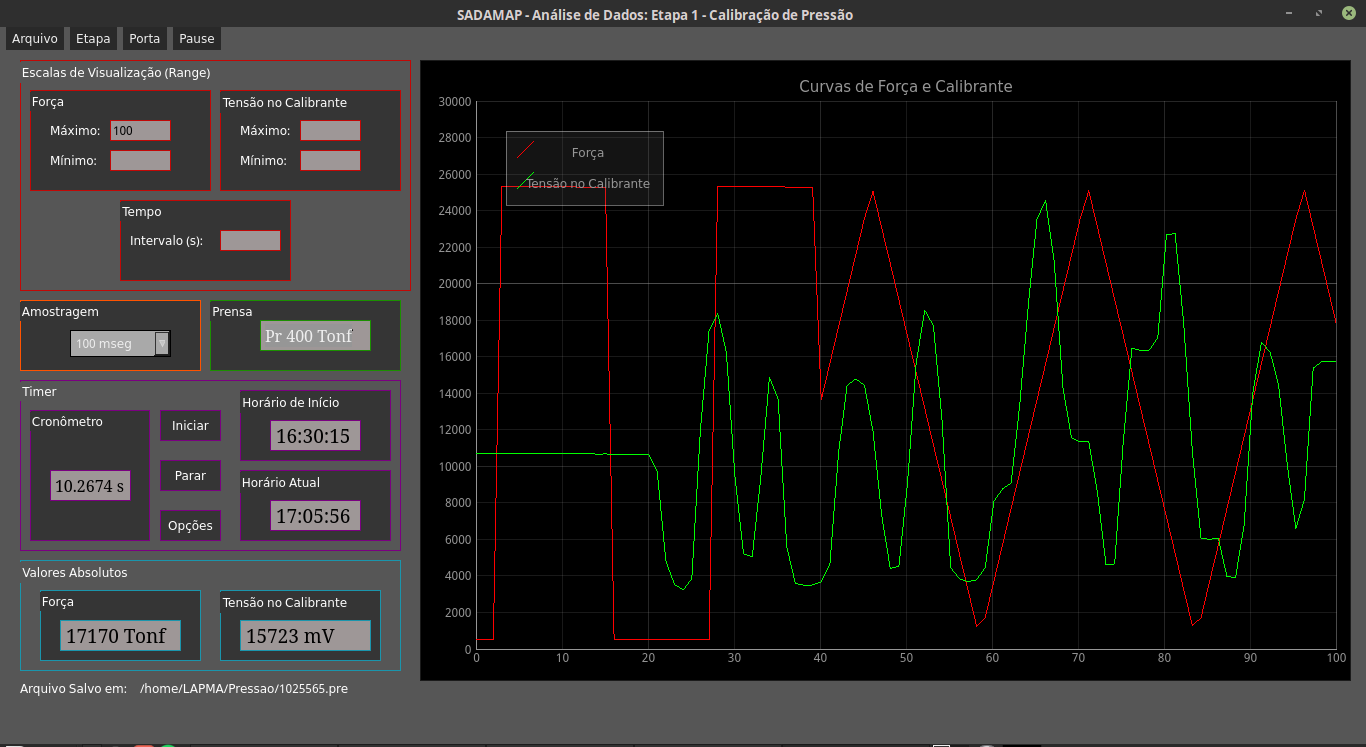 SADAMAP - Análise de Dados: Etapa 1 - Calibração de Pressão
Arquivo Etapa Porta Pause
Escalas de Visualização (Range)
Força
Máximo: 100
Mínimo:
Tensão no Calibrante
Máximo:
Mínimo:
Tempo
Intervalo (s):
Amostragem
100 mseg
Prensa
Pr 400 Tonf
Timer
Cronômetro
10.2674 s
Iniciar
Parar
Opções
Horário de Início
16:30:15
Horário Atual
17:05:56
Valores Absolutos
Força
17170 Tonf
Tensão no Calibrante
15723 mV
Arquivo Salvo em: /home/LAPMA/Pressao/1025565.pre
Curvas de Força e Calibrante
Força
Tensão no Calibrante
30000
28000
26000
24000
22000
20000
18000
16000
14000
12000
10000
8000
6000
4000
2000
0
0 10 20 30 40 50 60 70 80 90 100